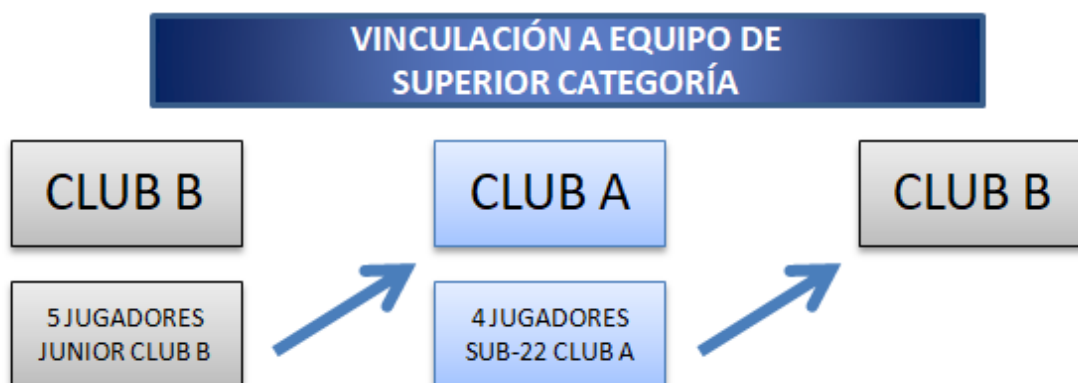 VINCULACIÓN A EQUIPO DE
SUPERIOR CATEGORÍA
CLUB B
CLUB A
CLUB B
5 JUGADORES
JUNIOR CLUB B
4 JUGADORES
SUB-22 CLUB A